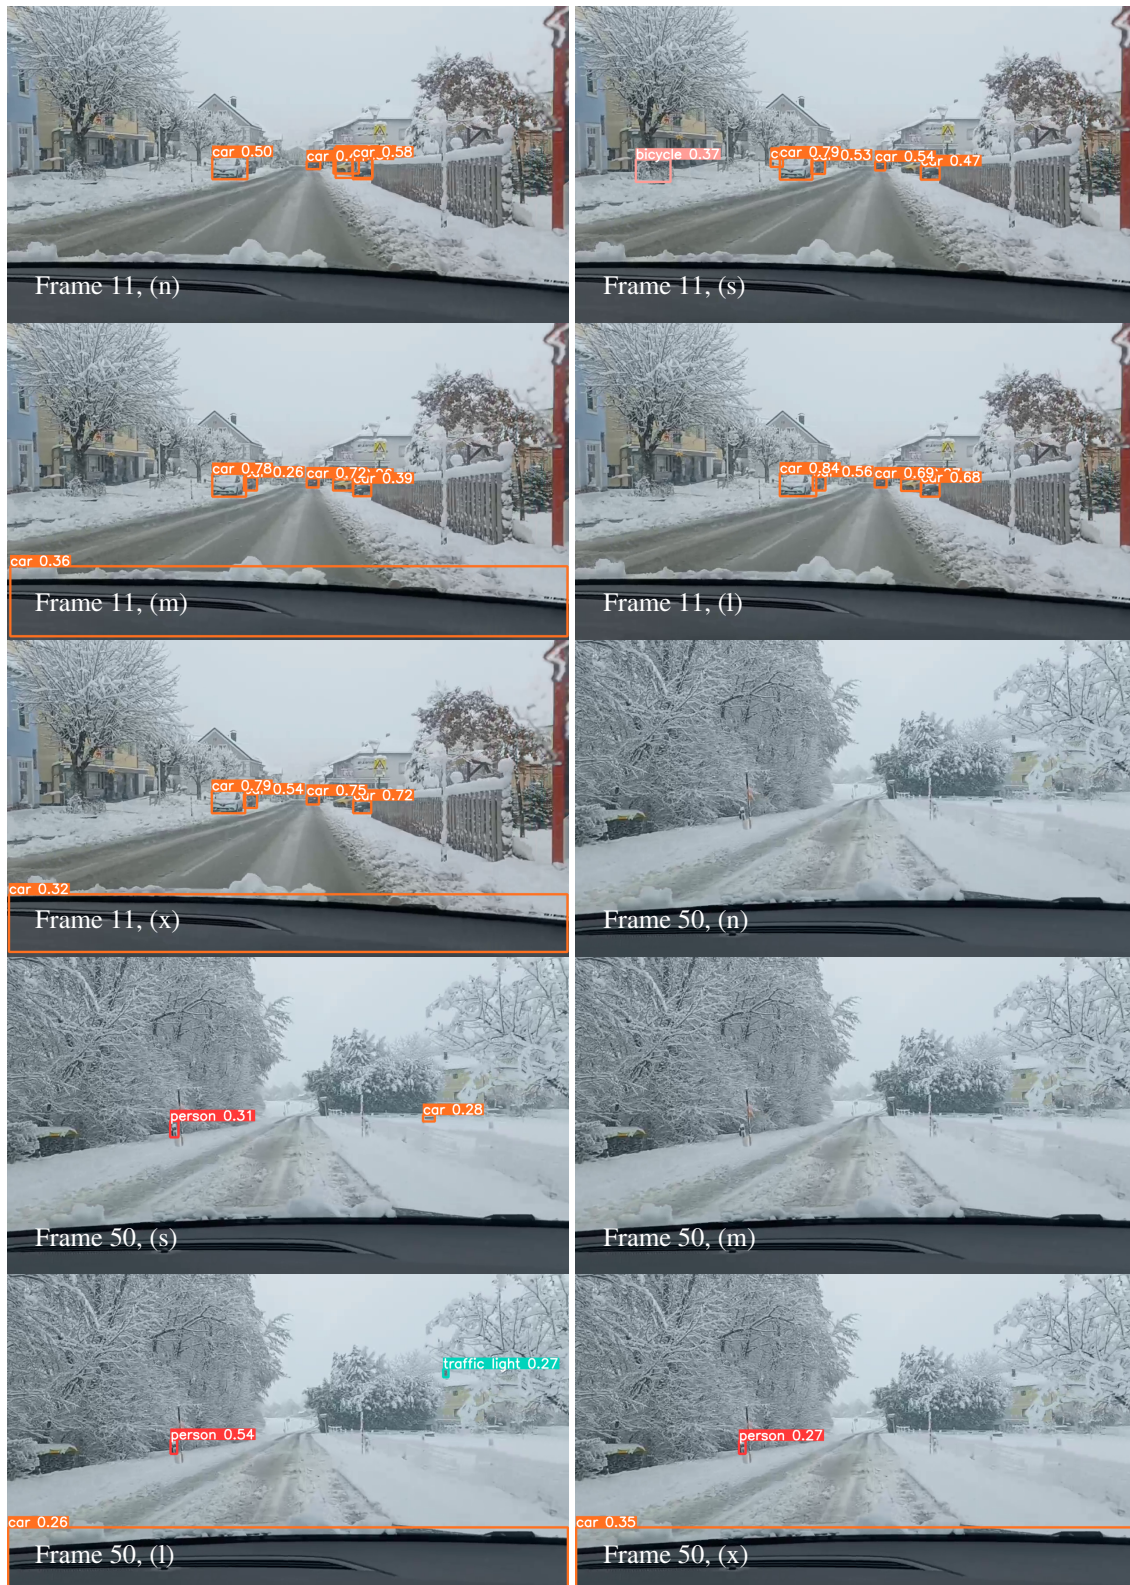 car 0.50
car 0.58
Frame 11, (n)
bicycle 0.37
car 0.79
0.53
car 0.54
car 0.47
Frame 11, (s)
car 0.78
0.26
car 0.72
car 0.39
car 0.36
Frame 11, (m)
car 0.84
0.56
car 0.69
car 0.68
Frame 11, (l)
car 0.79
0.54
car 0.75
car 0.72
car 0.32
Frame 11, (x)
Frame 50, (n)
person 0.31
car 0.28
Frame 50, (s)
Frame 50, (m)
traffic light 0.27
person 0.54
car 0.26
Frame 50, (l)
person 0.27
car 0.35
Frame 50, (x)